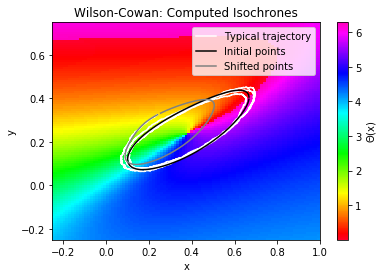 Wilson-Cowan: Computed Isochrones
Typical trajectory
Initial points
Shifted points
0.6
0.4
0.2
0.0
−0.2
y
−0.2
0.0
0.2
0.4
0.6
0.8
1.0
x
6
5
4
3
2
1
Θ(x)